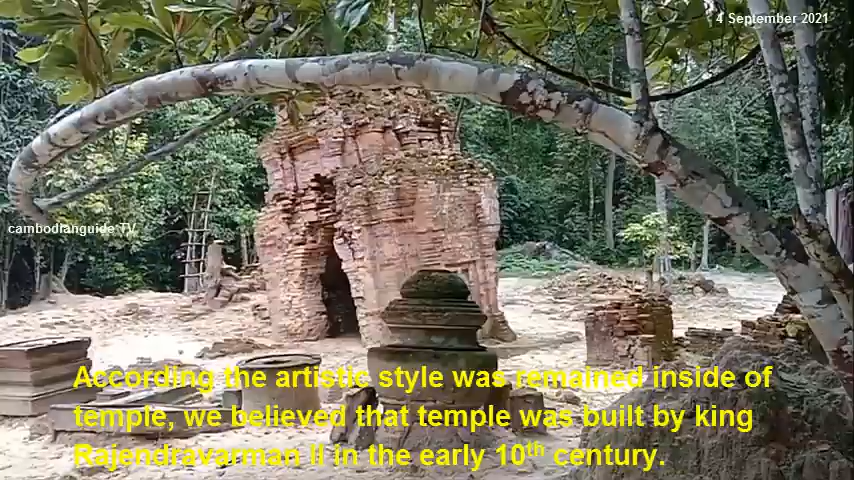 4 September 2021
cambodianguide TV
According the artistic style was remained inside of
temple, we believed that temple was built by king
Rajendravarman II in the early 10th century.